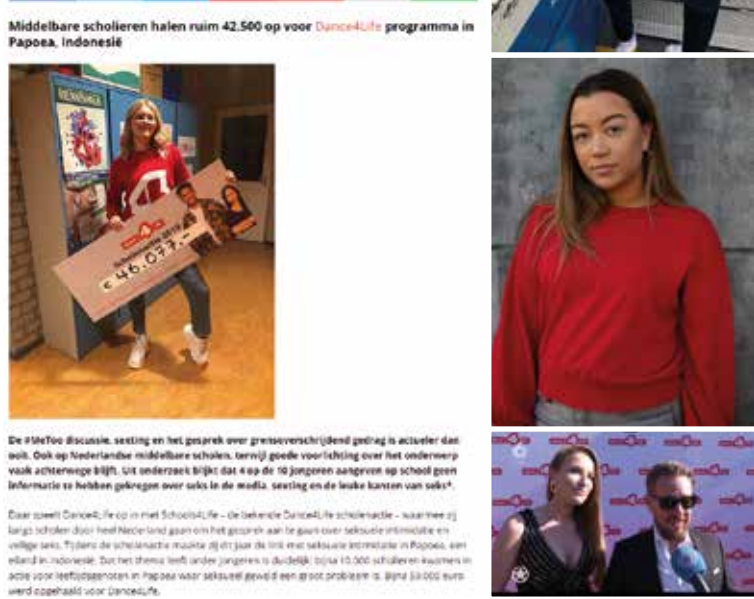 Middelbare scholieren halen ruim 42.500 op voor Dance4Life programma in
Papoea, Indonesië
Scholenactie 2019
€ 46.077.-
De #MeToo discussie, sexting en het gesprek over grensoverschrijdend gedrag is actueler dan
ooit. Ook op Nederlandse middelbare scholen, terwijl goede voorlichting over het onderwerp
vaak achterwege blijft. Uit onderzoek blijkt dat 4 op de 10 jongeren aangeven op school geen
informatie te hebben gekregen over seks in de media, sexting en de leuke kanten van seks*.
Daar speelt Dance4Life op in met Schools4Life – de bekende Dance4Life scholenactie – waarmee zij
langs scholen door heel Nederland gaan om het gesprek aan te gaan over seksuele intimidatie en
veilige seks. Tijdens de scholenactie maakte zij dit jaar de link met seksuele intimidatie in Papoea, een
eiland in Indonesië. Dat het thema leeft onder jongeren is duidelijk: bijna 10.000 scholieren kwamen in
actie voor leeftijdsgenoten in Papoea waar seksueel geweld een groot probleem is. Bijna 53.000 euro
werd opgehaald voor Dance4Life.